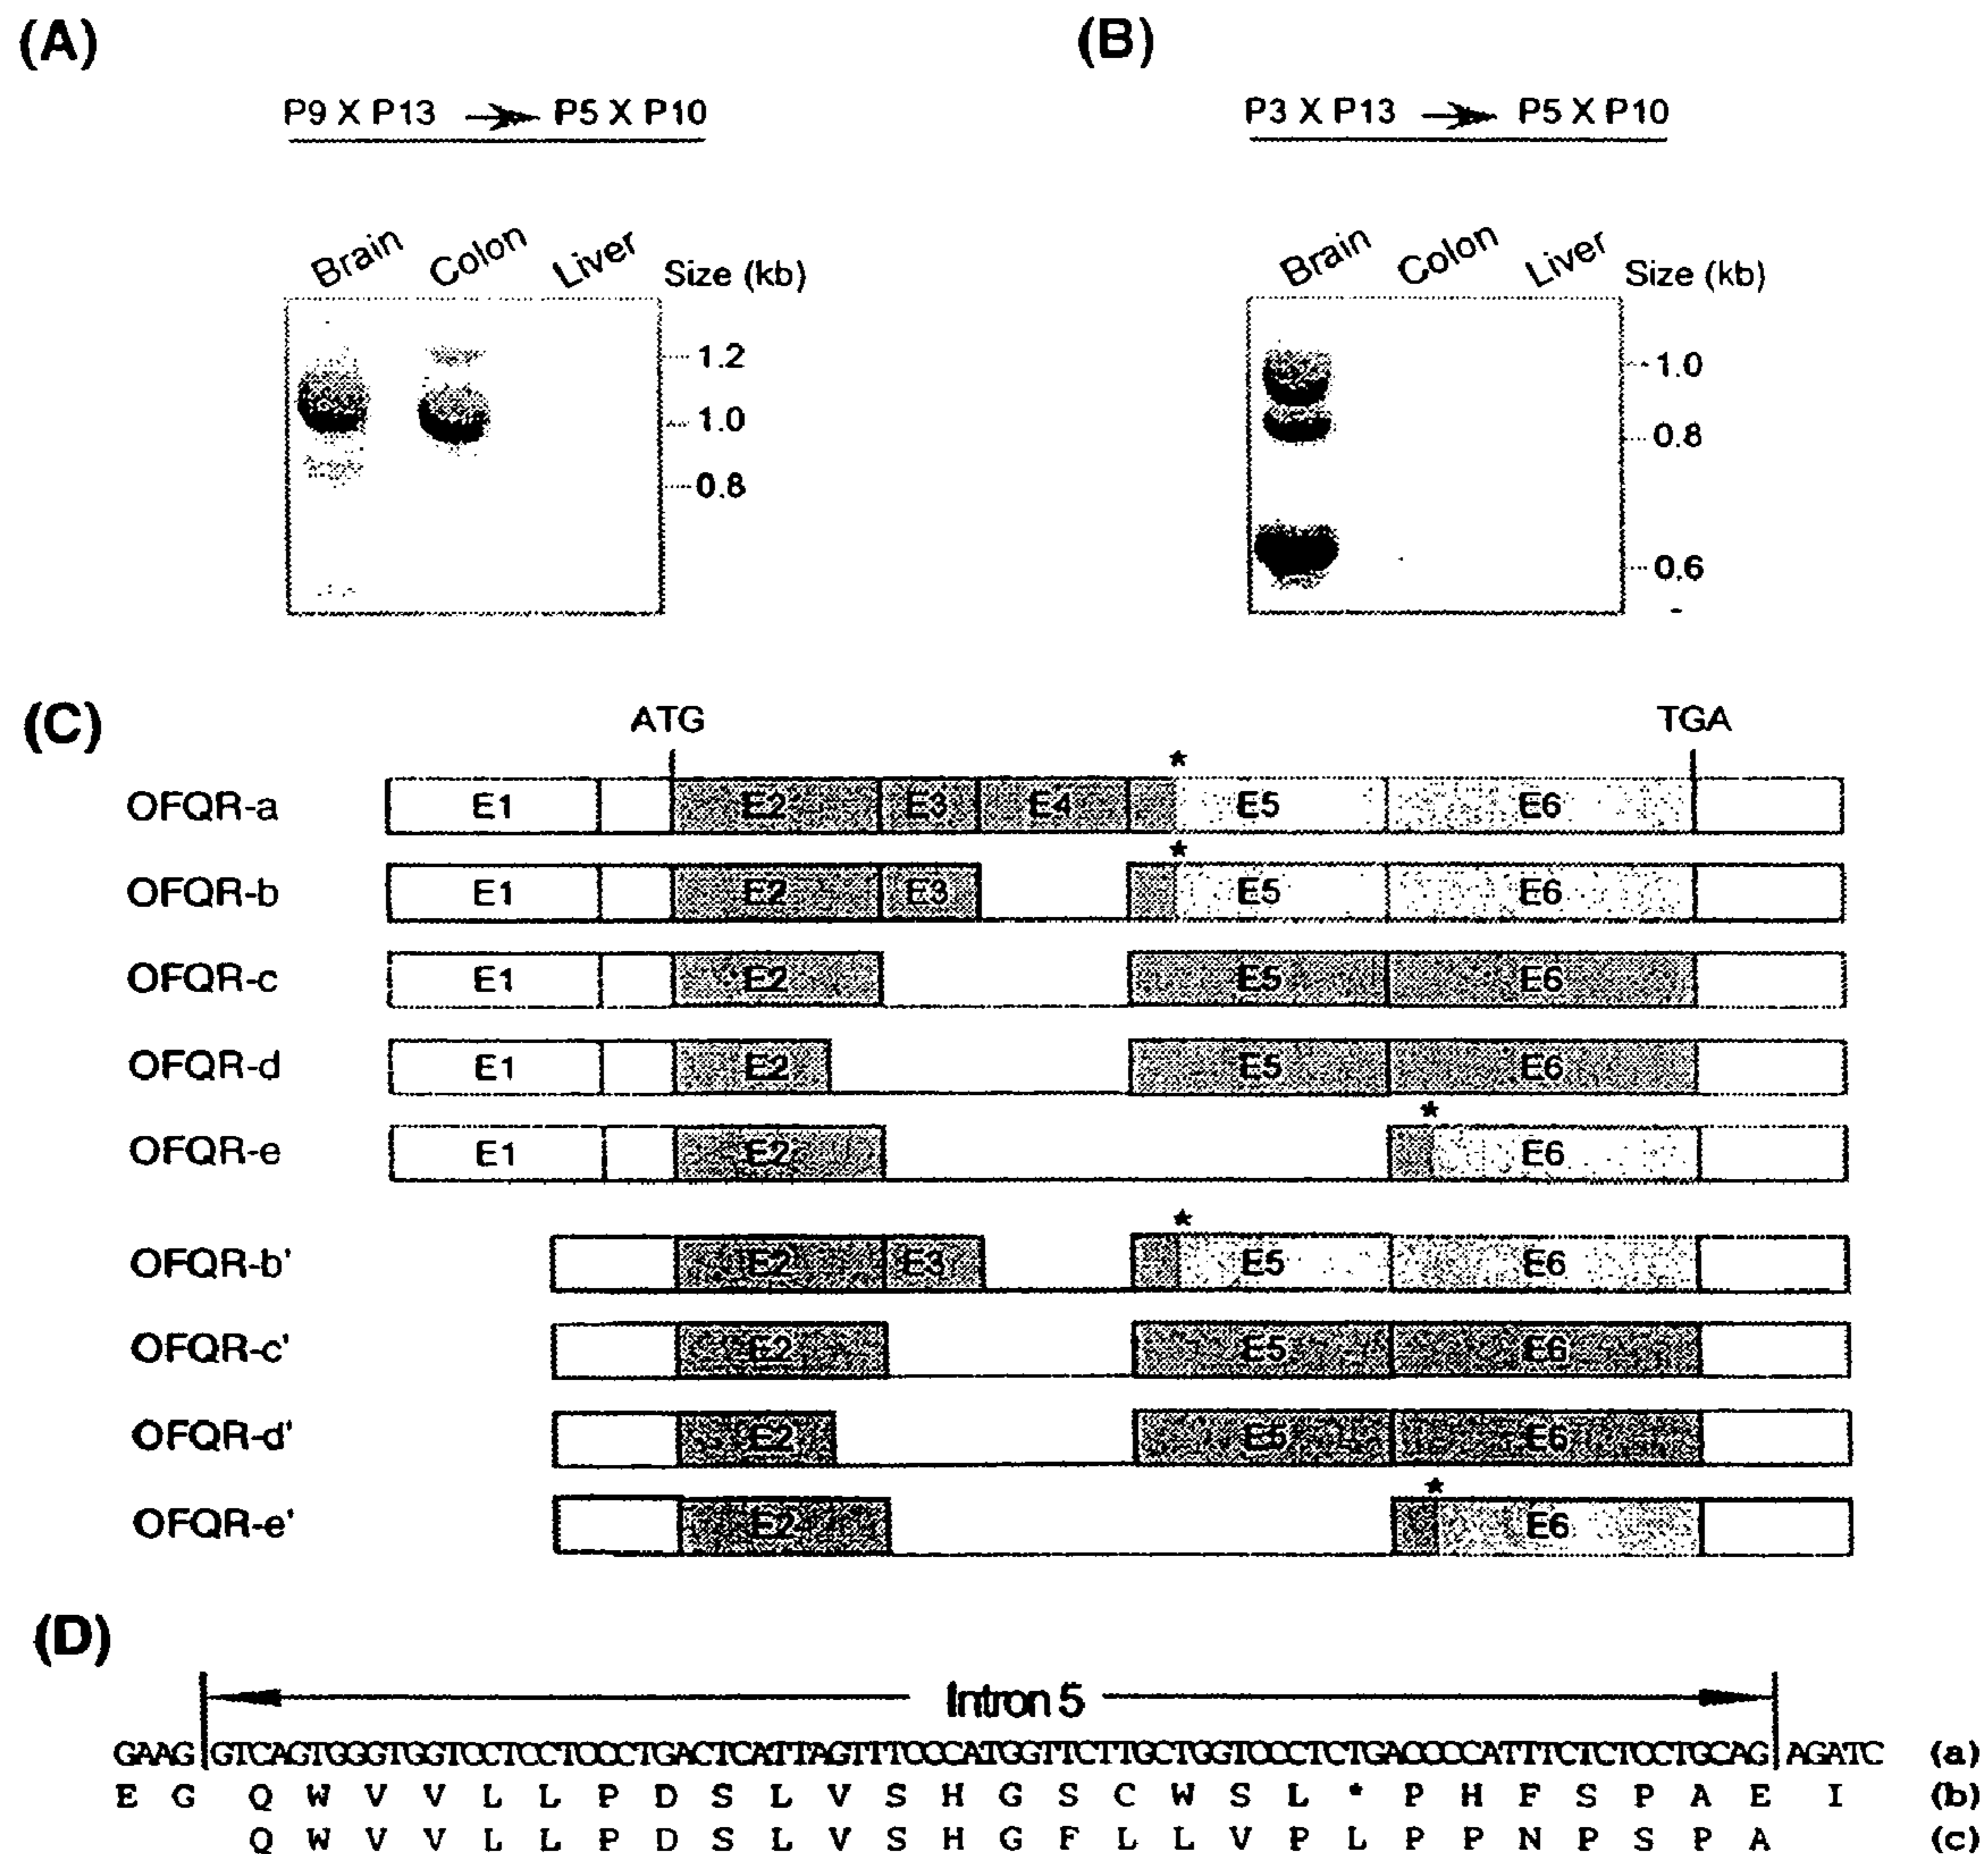 (A)
P9 X P13 → P5 X P10
Brain Colon Liver Size (kb)
1.2
1.0
0.8
(B)
P3 X P13 → P5 X P10
Brain Colon Liver Size (kb)
1.0
0.8
0.6
(C)
ATG TGA
*
OFQR-a E1 E2 E3 E4 E5 E6
*
OFQR-b E1 E2 E3 E5 E6
OFQR-c E1 E2 E5 E6
OFQR-d E1 E2 E5 E6
*
OFQR-e E1 E2 E6
*
OFQR-b' E2 E3 E5 E6
OFQR-c' E2 E5 E6
OFQR-d' E2 E5 E6
*
OFQR-e' E2 E6
(D)
Intron 5
GAAG GTCAGTGGGTGGTCCTCCTCCCTGACTCATTAGTTTCCCATGGTTCTTGCTGGTCCCTCTGACCCCATTTCTCTCCTGCAG AGATC (a)
E G Q W V V L L P D S L V S H G S C W S L * P H F S P A E I (b)
Q W V V L L P D S L V S H G F L L V P L P P N P S P A (c)